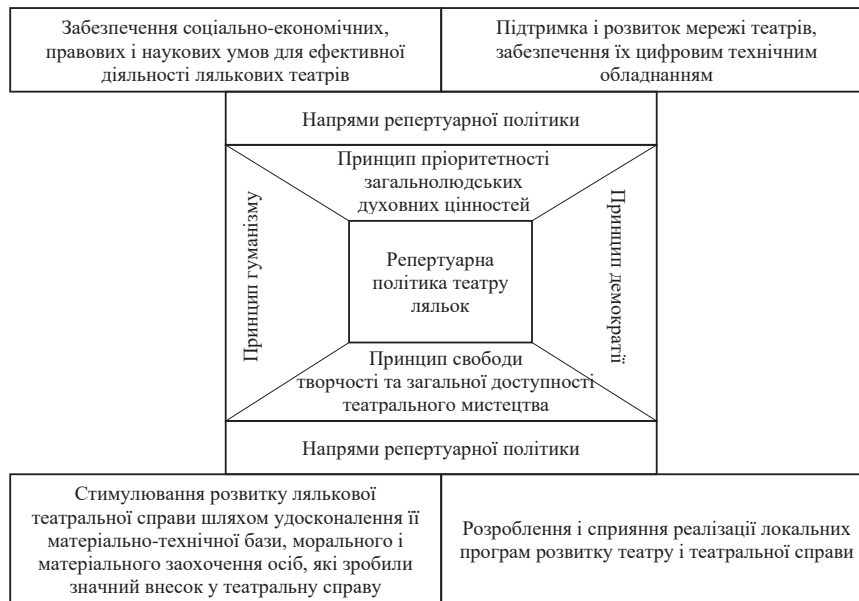 Забезпечення соціально-економічних,
правових і наукових умов для ефективної
діяльності лялькових театрів
Підтримка і розвиток мережі театрів,
забезпечення їх цифровим технічним
обладнанням
Напрями репертуарної політики
Принцип пріоритетності
загальнолюдських
духовних цінностей
Принцип гуманізму
Репертуарна
політика театру
ляльок
Принцип демократії
Принцип свободи
творчості та загальної доступності
театрального мистецтва
Напрями репертуарної політики
Стимулювання розвитку лялькової
театральної справи шляхом удосконалення її
матеріально-технічної бази, морального і
матеріального заохочення осіб, які зробили
значний внесок у театральну справу
Розроблення і сприяння реалізації локальних
програм розвитку театру і театральної справи